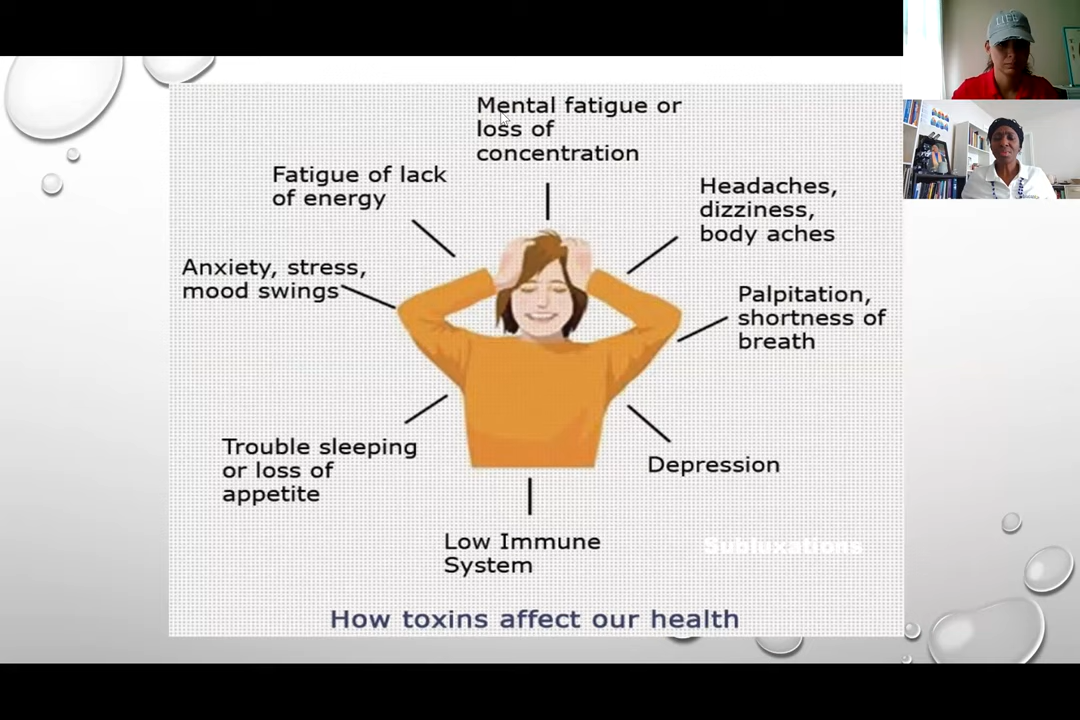 Mental fatigue or
loss of
concentration
Fatigue of lack
of energy
Headaches,
dizziness,
body aches
Anxiety, stress,
mood swings
Palpitation,
shortness of
breath
Trouble sleeping
or loss of
appetite
Depression
Low Immune
System
Subluxations
How toxins affect our health
LIFE